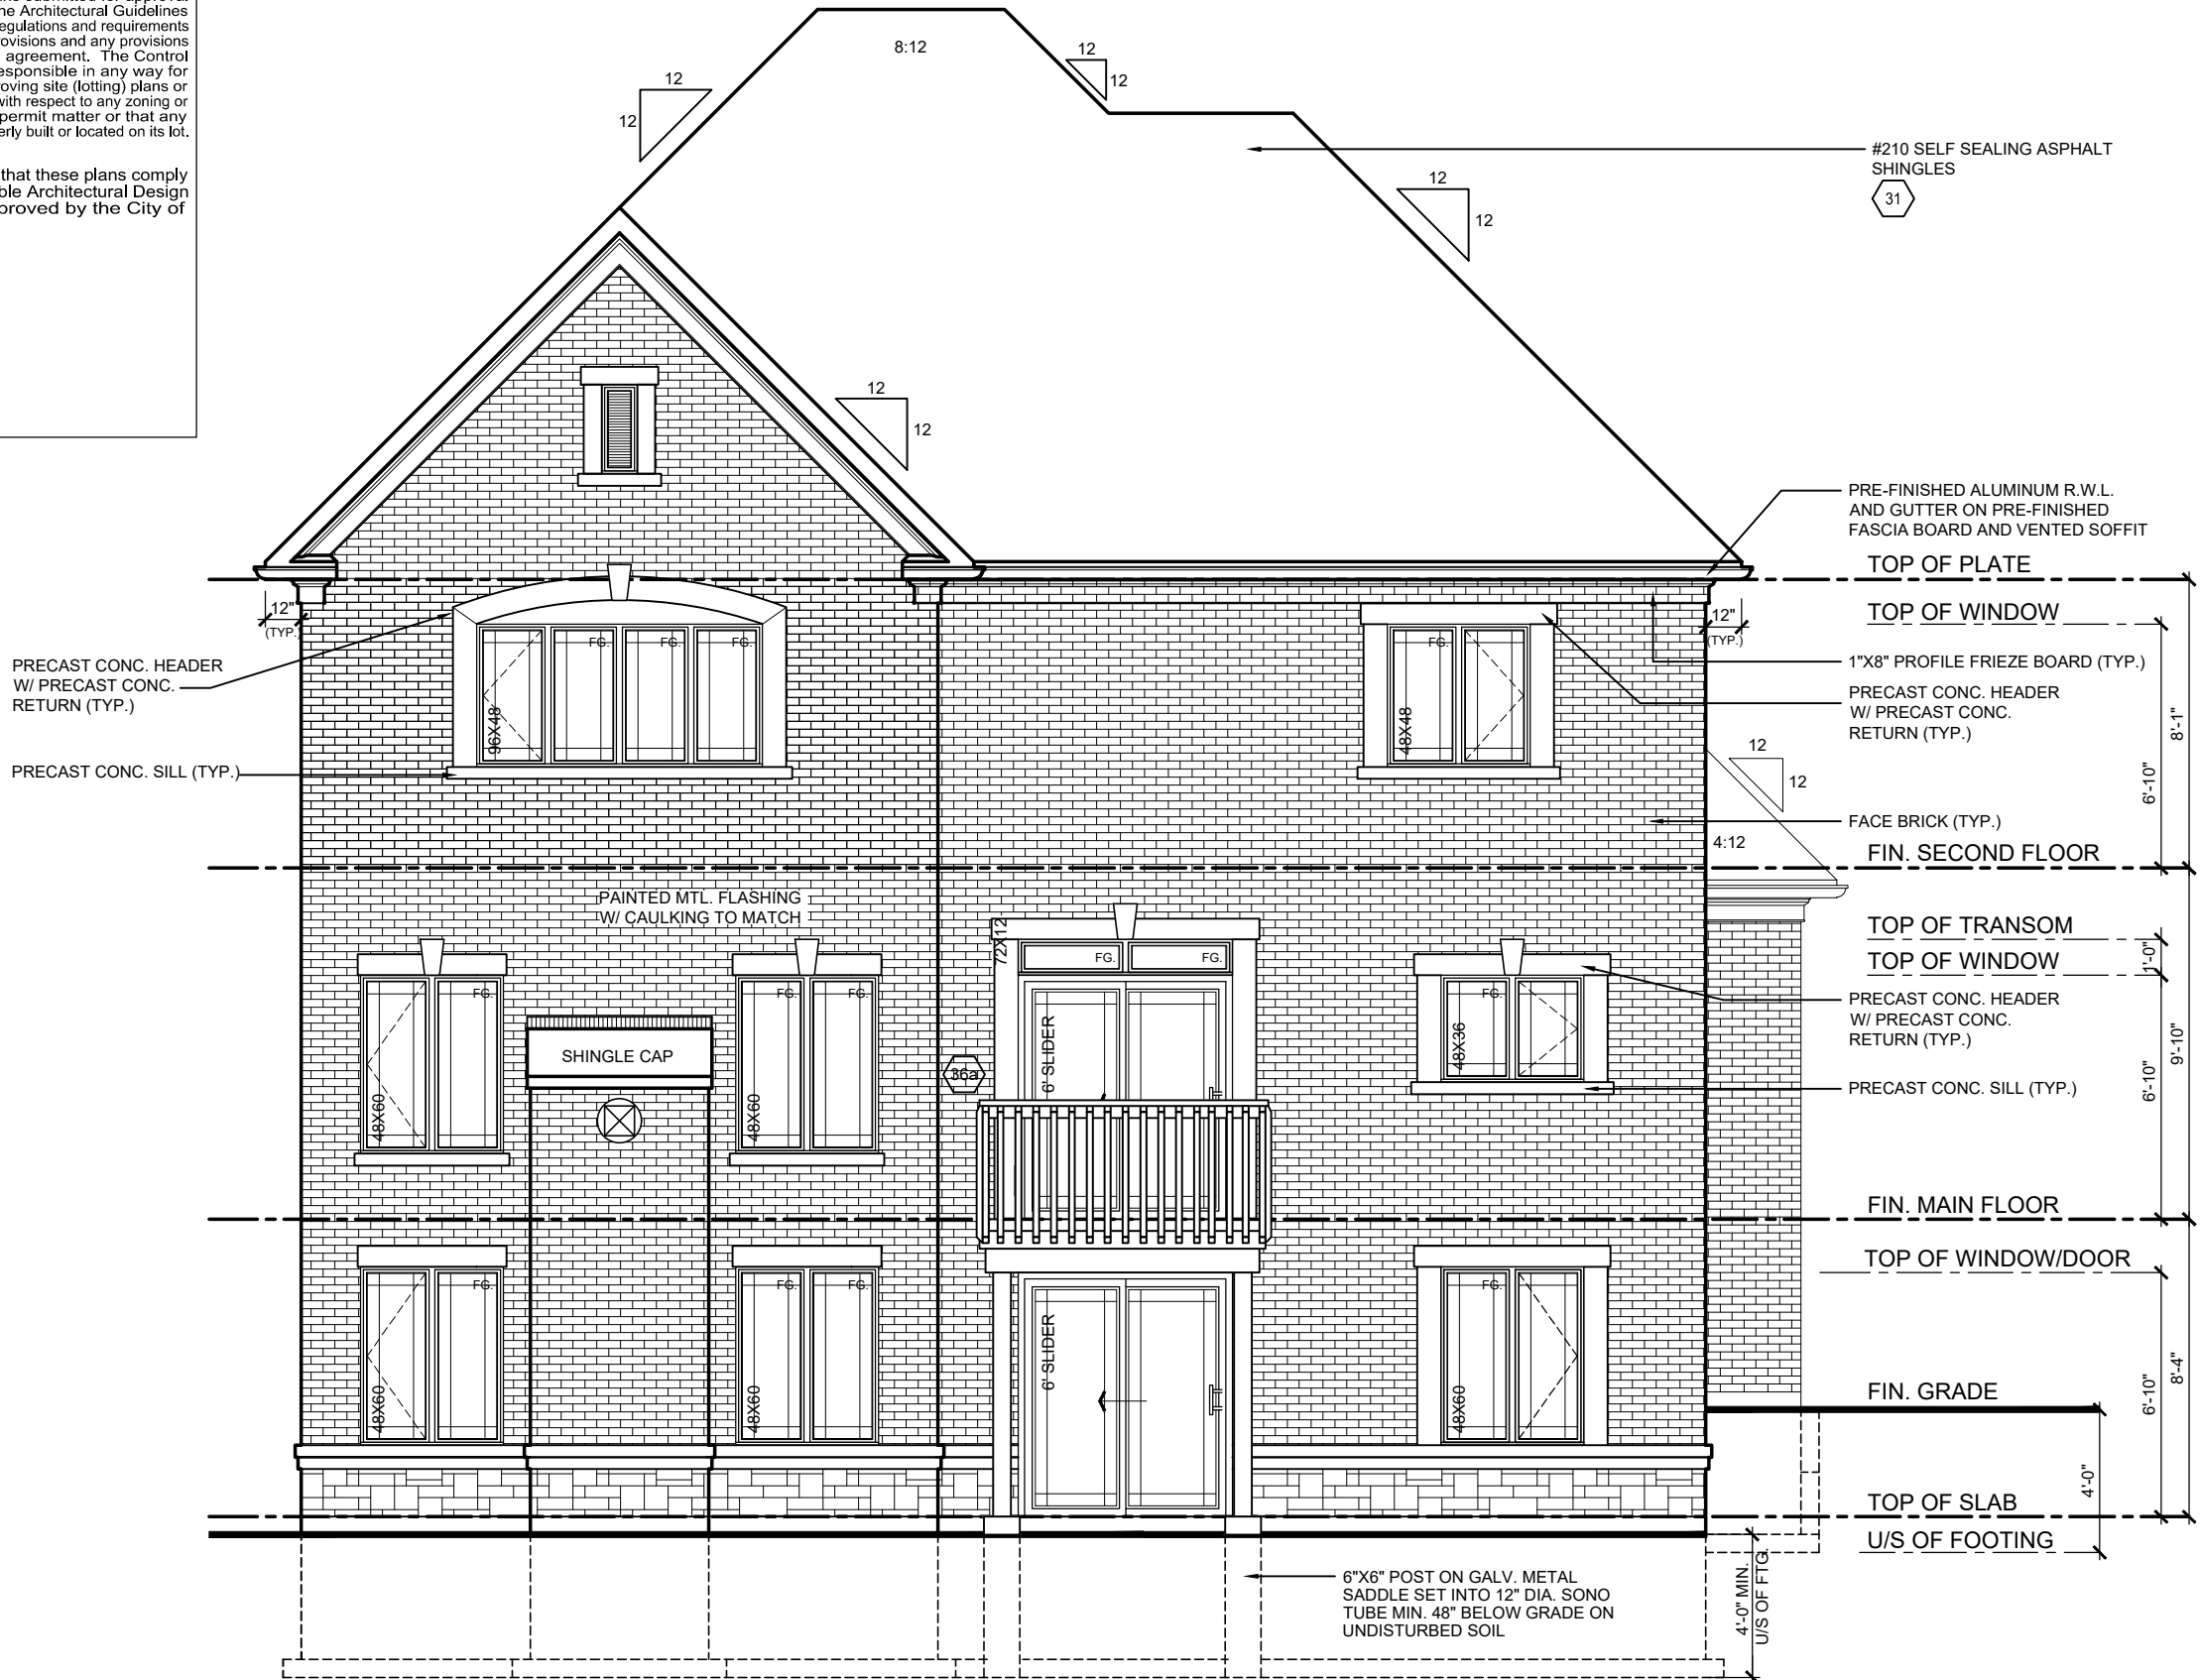 the Architectural Guidelines
regulations and requirements
provisions and any provisions
agreement. The Control
responsible in any way for
site (lotting) plans or
with respect to any zoning or
permit matter or that any
built or located on its lot.
that these plans comply
Architectural Design
by the City of
8:12
12
12
12
12
12
12
12
12
#210 SELF SEALING ASPHALT
SHINGLES
31
PRE-FINISHED ALUMINUM R.W.L.
AND GUTTER ON PRE-FINISHED
FASCIA BOARD AND VENTED SOFFIT
TOP OF PLATE
TOP OF WINDOW
12"
(TYP.)
12"
(TYP.)
PRECAST CONC. HEADER
W/ PRECAST CONC.
RETURN (TYP.)
PRECAST CONC. SILL (TYP.)
96X48
FG.
FG.
FG.
48X48
FG.
1"X8" PROFILE FRIEZE BOARD (TYP.)
PRECAST CONC. HEADER
W/ PRECAST CONC.
RETURN (TYP.)
8'-1"
6'-10"
12
12
4:12
FACE BRICK (TYP.)
FIN. SECOND FLOOR
PAINTED MTL. FLASHING
W/ CAULKING TO MATCH
72X12
FG.
FG.
TOP OF TRANSOM
1'-0"
TOP OF WINDOW
48X60
FG.
SHINGLE CAP
48X60
FG.
FG.
36a
6' SLIDER
48X36
FG.
PRECAST CONC. HEADER
W/ PRECAST CONC.
RETURN (TYP.)
PRECAST CONC. SILL (TYP.)
9'-10"
6'-10"
FIN. MAIN FLOOR
TOP OF WINDOW/DOOR
48X60
FG.
48X60
FG.
FG.
6' SLIDER
48X60
FG.
FIN. GRADE
6'-10"
8'-4"
4'-0"
TOP OF SLAB
U/S OF FOOTING
6"X6" POST ON GALV. METAL
SADDLE SET INTO 12" DIA. SONO
TUBE MIN. 48" BELOW GRADE ON
UNDISTURBED SOIL
4'-0" MIN.
U/S OF FTG.